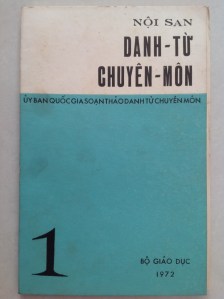 NỘI SAN
DANH-TỪ
CHUYÊN-MÔN
ỦY BAN QUỐC GIA SOẠN THẢO DANH TỪ CHUYÊN MÔN
1
BỘ GIÁO DỤC
1972